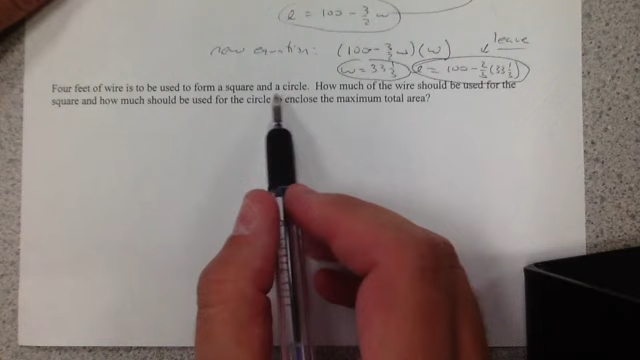 l = 100 - 3/2 w
new equation: (100 - 3/2 w)(w) leave
w = 33 1/3 l = 100 - 2/3 (33 1/3)
Four feet of wire is to be used to form a square and a circle. How much of the wire should be used for the
square and how much should be used for the circle to enclose the maximum total area?